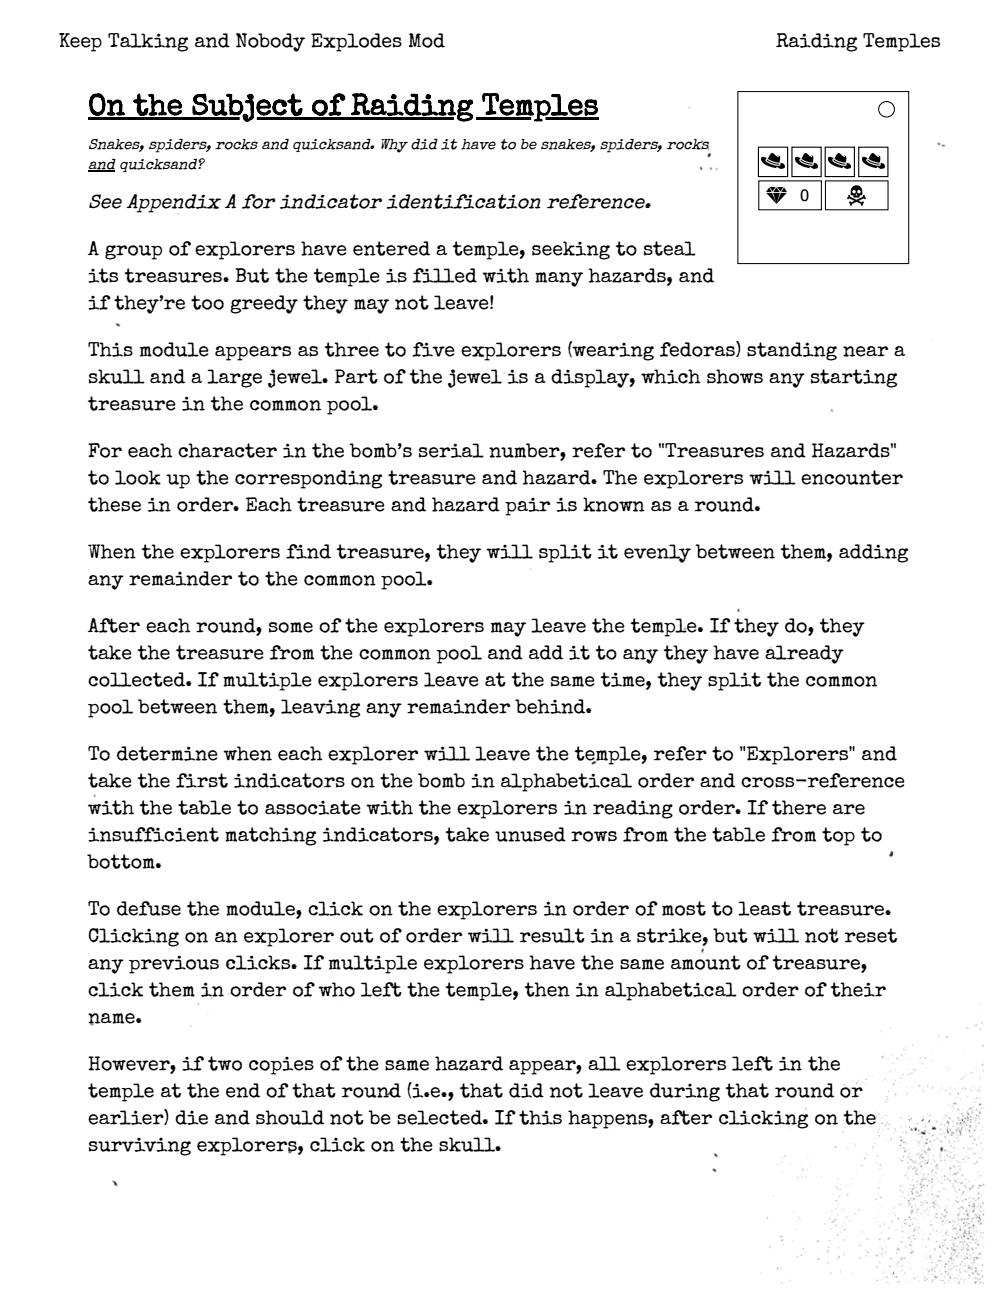 Keep Talking and Nobody Explodes Mod
Raiding Temples
On the Subject of Raiding Temples
Snakes, spiders, rocks and quicksand. Why did it have to be snakes, spiders, rocks
and quicksand?
See Appendix A for indicator identification reference.
0
A group of explorers have entered a temple, seeking to steal
its treasures. But the temple is filled with many hazards, and
if they're too greedy they may not leave!
This module appears as three to five explorers (wearing fedoras) standing near a
skull and a large jewel. Part of the jewel is a display, which shows any starting
treasure in the common pool.
For each character in the bomb's serial number, refer to "Treasures and Hazards"
to look up the corresponding treasure and hazard. The explorers will encounter
these in order. Each treasure and hazard pair is known as a round.
When the explorers find treasure, they will split it evenly between them, adding
any remainder to the common pool.
After each round, some of the explorers may leave the temple. If they do, they
take the treasure from the common pool and add it to any they have already
collected. If multiple explorers leave at the same time, they split the common
pool between them, leaving any remainder behind.
To determine when each explorer will leave the temple, refer to "Explorers" and
take the first indicators on the bomb in alphabetical order and cross-reference
with the table to associate with the explorers in reading order. If there are
insufficient matching indicators, take unused rows from the table from top to
bottom.
To defuse the module, click on the explorers in order of most to least treasure.
Clicking on an explorer out of order will result in a strike, but will not reset
any previous clicks. If multiple explorers have the same amount of treasure,
click them in order of who left the temple, then in alphabetical order of their
name.
However, if two copies of the same hazard appear, all explorers left in the
temple at the end of that round (i.e., that did not leave during that round or
earlier) die and should not be selected. If this happens, after clicking on the
surviving explorers, click on the skull.